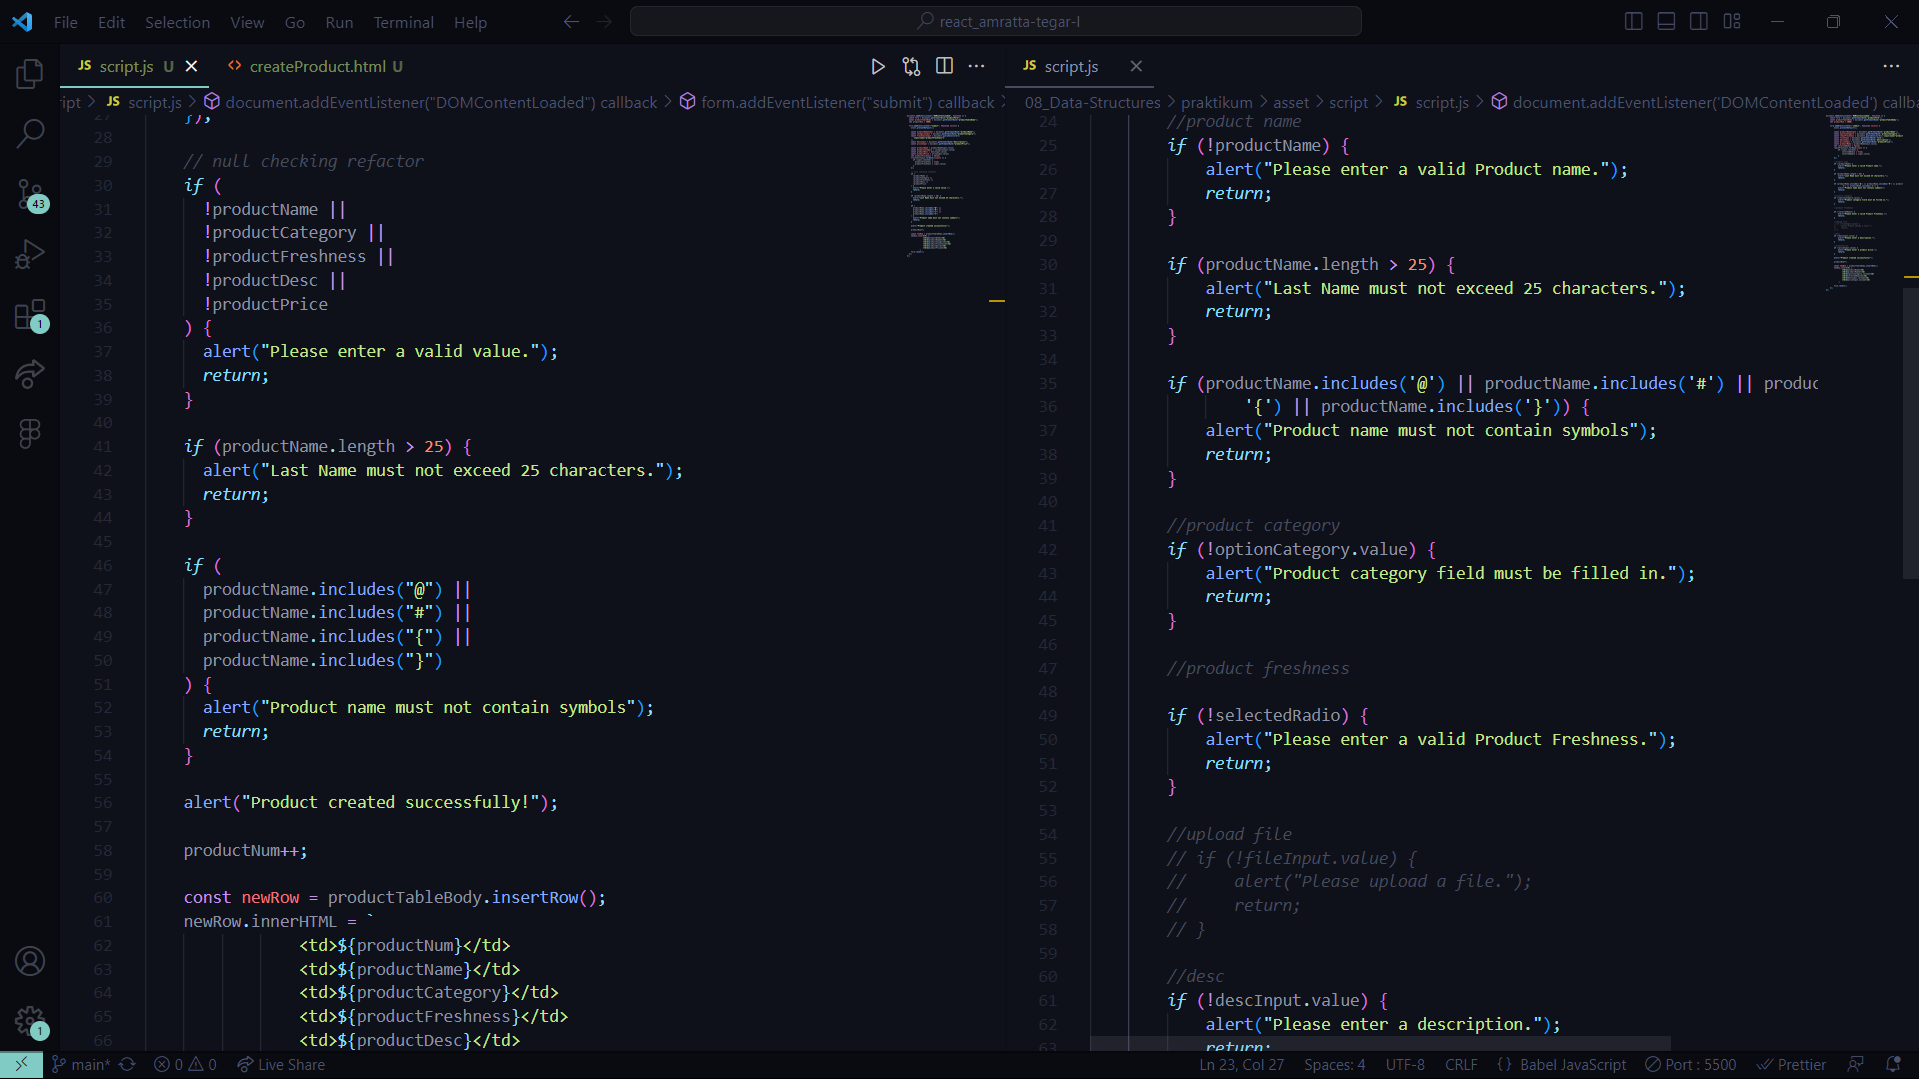 File Edit Selection View Go Run Terminal Help
react_amratta-tegar-l
JS script.js U
<> createProduct.html U
ipt > JS script.js > document.addEventListener("DOMContentLoaded") callback > form.addEventListener("submit") callback >
27 });
28
29 // null checking refactor
30 if (
31 !productName ||
32 !productCategory ||
33 !productFreshness ||
34 !productDesc ||
35 !productPrice
36 ) {
37 alert("Please enter a valid value.");
38 return;
39 }
40
41 if (productName.length > 25) {
42 alert("Last Name must not exceed 25 characters.");
43 return;
44 }
45
46 if (
47 productName.includes("@") ||
48 productName.includes("#") ||
49 productName.includes("{") ||
50 productName.includes("}")
51 ) {
52 alert("Product name must not contain symbols");
53 return;
54 }
55
56 alert("Product created successfully!");
57
58 productNum++;
59
60 const newRow = productTableBody.insertRow();
61 newRow.innerHTML = `
62 <td>${productNum}</td>
63 <td>${productName}</td>
64 <td>${productCategory}</td>
65 <td>${productFreshness}</td>
66 <td>${productDesc}</td>
JS script.js
08_Data-Structures > praktikum > asset > script > JS script.js > document.addEventListener('DOMContentLoaded') callba
24 //product name
25 if (!productName) {
26 alert("Please enter a valid Product name.");
27 return;
28 }
29
30 if (productName.length > 25) {
31 alert("Last Name must not exceed 25 characters.");
32 return;
33 }
34
35 if (productName.includes('@') || productName.includes('#') || produc
36 '{') || productName.includes('}')) {
37 alert("Product name must not contain symbols");
38 return;
39 }
40
41 //product category
42 if (!optionCategory.value) {
43 alert("Product category field must be filled in.");
44 return;
45 }
46
47 //product freshness
48
49 if (!selectedRadio) {
50 alert("Please enter a valid Product Freshness.");
51 return;
52 }
53
54 //upload file
55 // if (!fileInput.value) {
56 // alert("Please upload a file.");
57 // return;
58 // }
59
60 //desc
61 if (!descInput.value) {
62 alert("Please enter a description.");
63 return;
43
1
1
main* 0 0 Live Share
Ln 23, Col 27 Spaces: 4 UTF-8 CRLF {} Babel JavaScript Port : 5500 Prettier